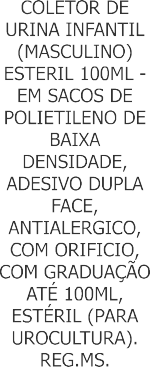 COLETOR DE
URINA INFANTIL
(MASCULINO)
ESTERIL 100ML -
EM SACOS DE
POLIETILENO DE
BAIXA
DENSIDADE,
ADESIVO DUPLA
FACE,
ANTIALERGICO,
COM ORIFICIO,
COM GRADUAÇÃO
ATÉ 100ML,
ESTÉRIL (PARA
UROCULTURA).
REG.MS.